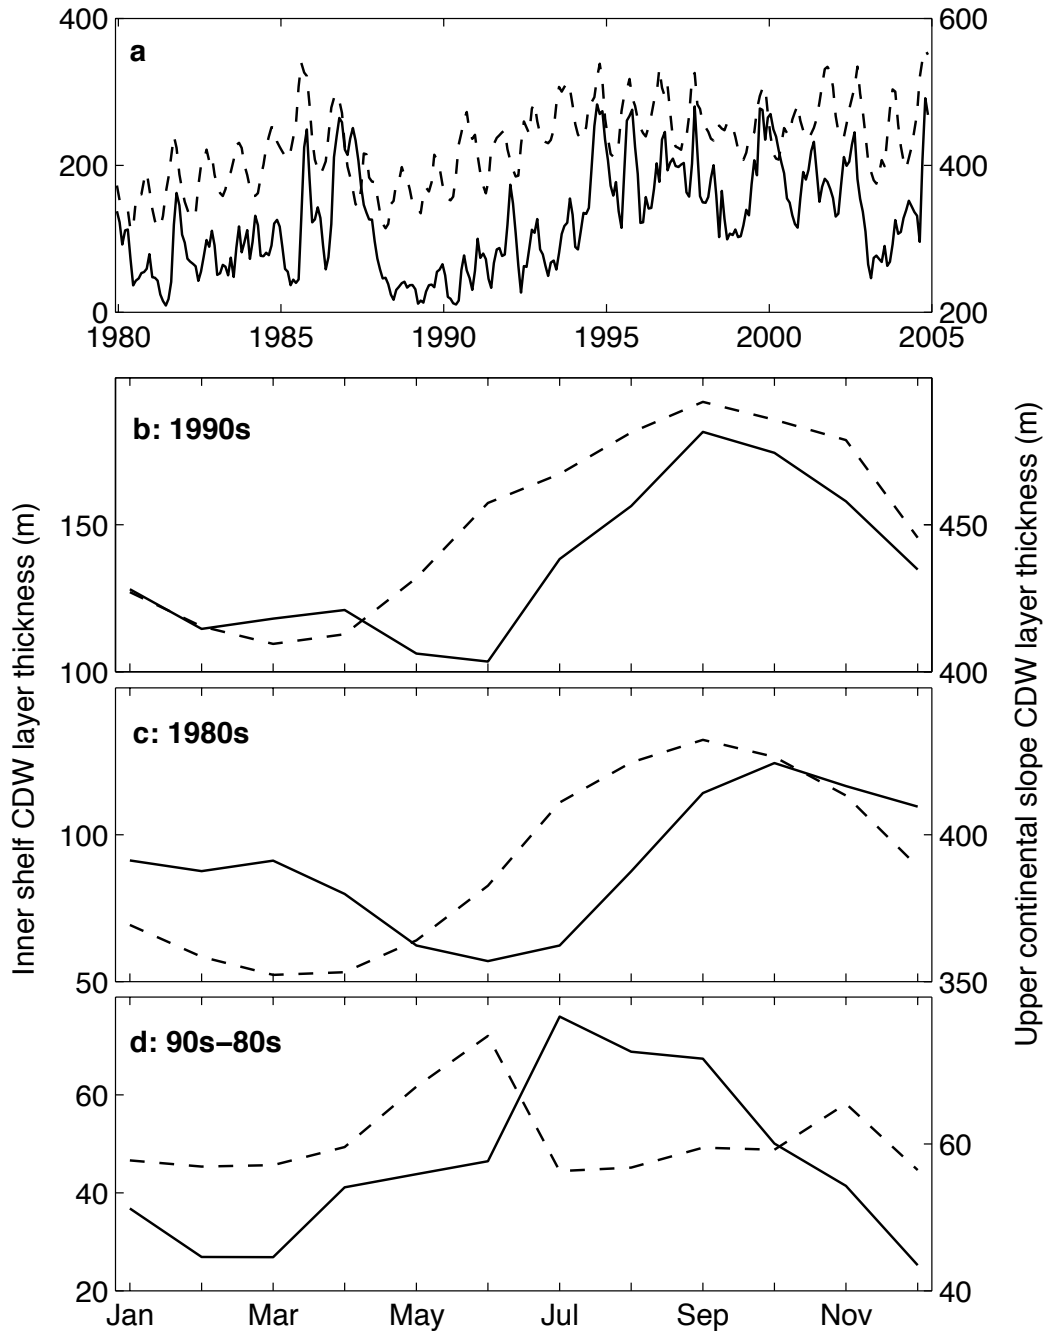 400
600
a
200
400
0
200
1980
1985
1990
1995
2000
2005
b: 1990s
150
450
100
400
c: 1980s
100
400
50
350
d: 90s–80s
60
60
40
20
40
Jan
Mar
May
Jul
Sep
Nov
Inner shelf CDW layer thickness (m)
Upper continental slope CDW layer thickness (m)